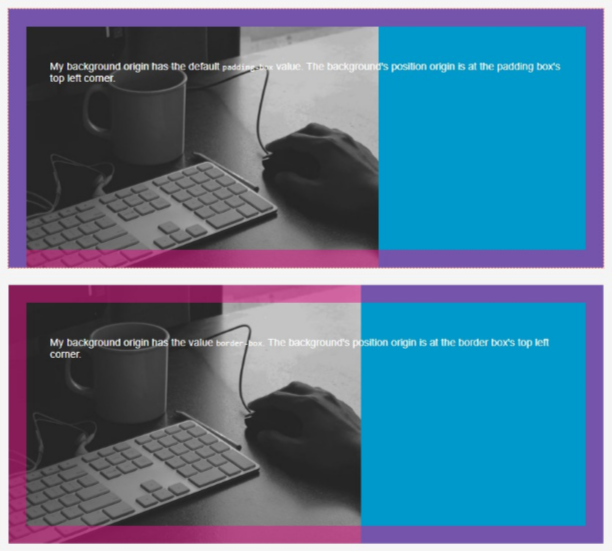 My background origin has the default padding-box value. The background's position origin is at the padding box's
top left corner.
My background origin has the value border-box. The background's position origin is at the border box's top left
corner.